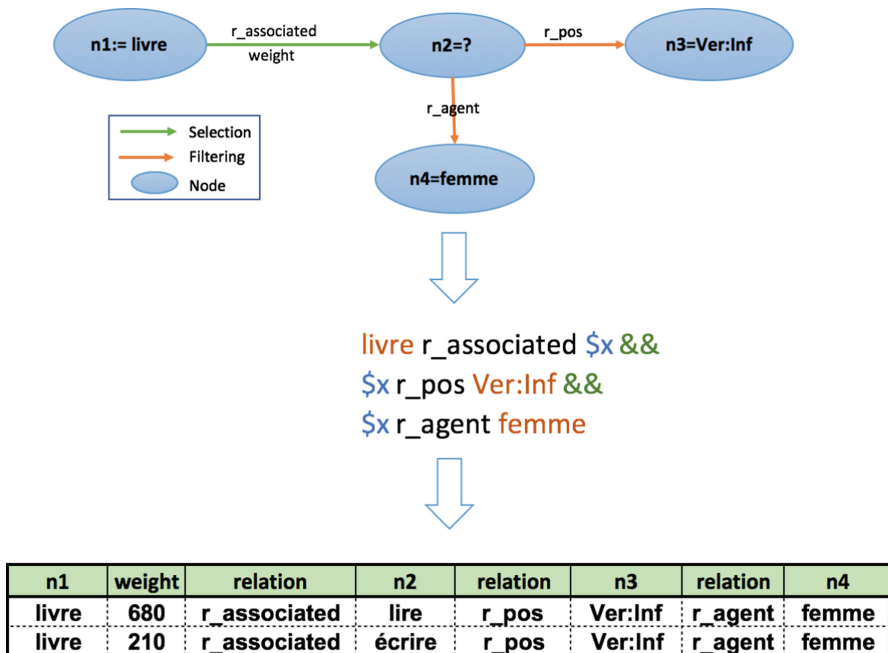 n1:= livre
r_associated
weight
n2=?
r_pos
n3=Ver:Inf
r_agent
n4=femme
Selection
Filtering
Node
livre r_associated $x &&
$x r_pos Ver:Inf &&
$x r_agent femme
n1 weight relation n2 relation n3 relation n4
livre 680 r_associated lire r_pos Ver:Inf r_agent femme
livre 210 r_associated écrire r_pos Ver:Inf r_agent femme